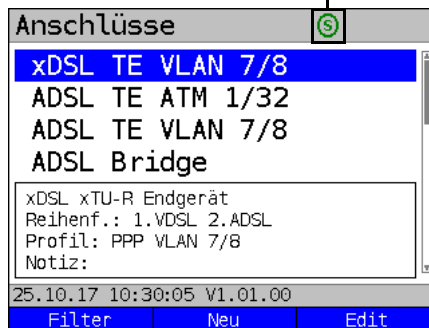 Anschlüsse S
xDSL TE VLAN 7/8
ADSL TE ATM 1/32
ADSL TE VLAN 7/8
ADSL Bridge
xDSL xTU-R Endgerät
Reihenf.: 1.VDSL 2.ADSL
Profil: PPP VLAN 7/8
Notiz:
25.10.17 10:30:05 V1.01.00
Filter Neu Edit